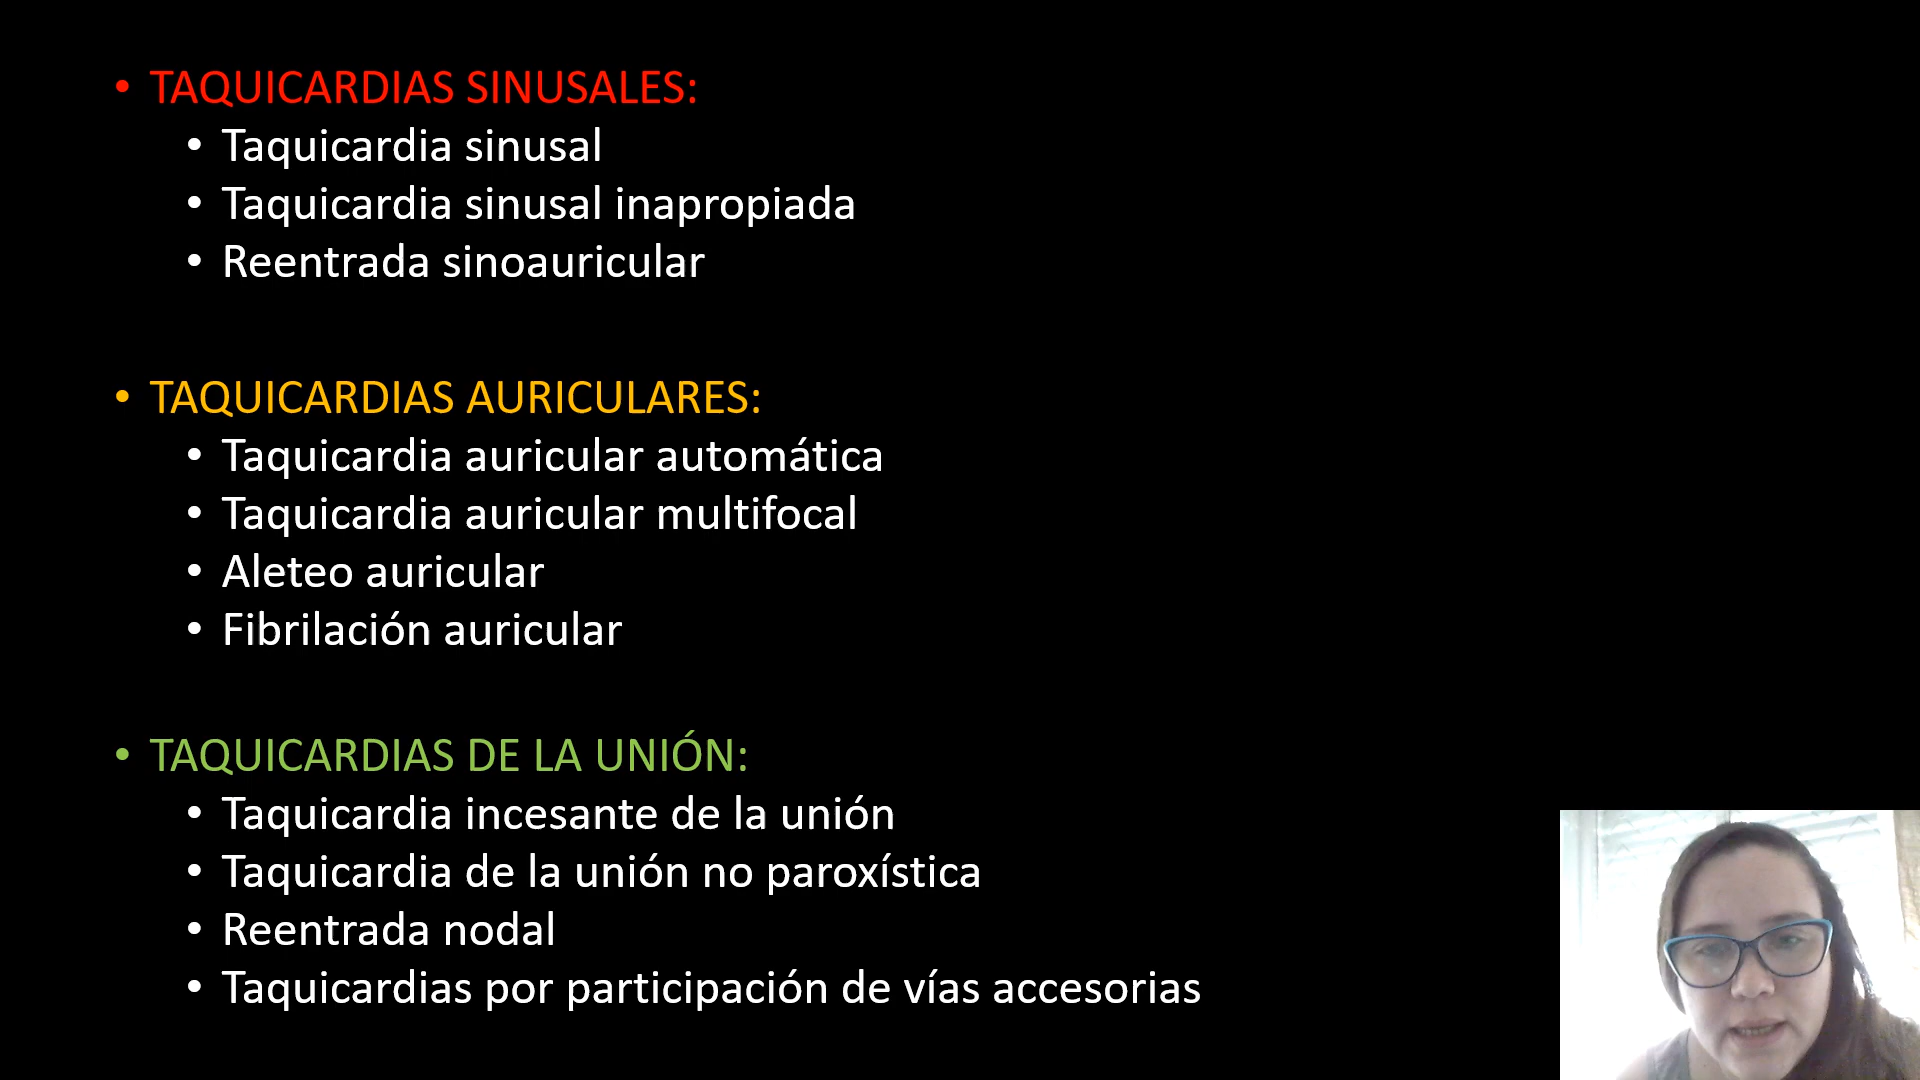 • TAQUICARDIAS SINUSALES:
• Taquicardia sinusal
• Taquicardia sinusal inapropiada
• Reentrada sinoauricular
• TAQUICARDIAS AURICULARES:
• Taquicardia auricular automática
• Taquicardia auricular multifocal
• Aleteo auricular
• Fibrilación auricular
• TAQUICARDIAS DE LA UNIÓN:
• Taquicardia incesante de la unión
• Taquicardia de la unión no paroxística
• Reentrada nodal
• Taquicardias por participación de vías accesorias